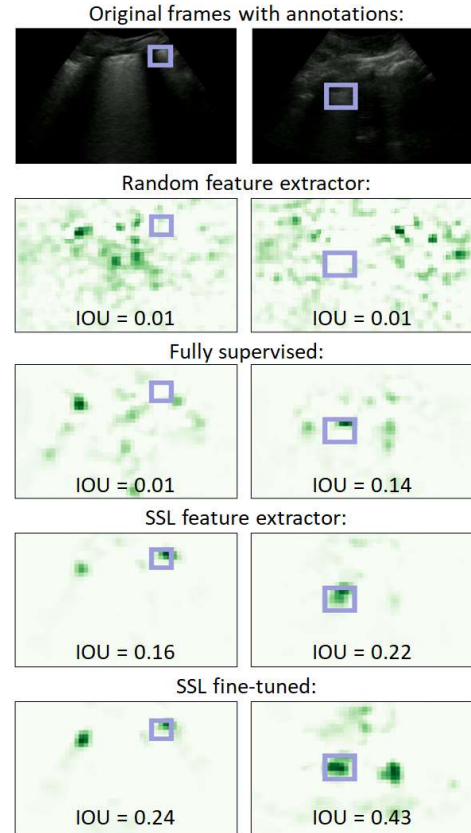 Original frames with annotations:
Random feature extractor:
IOU = 0.01 IOU = 0.01
Fully supervised:
IOU = 0.01 IOU = 0.14
SSL feature extractor:
IOU = 0.16 IOU = 0.22
SSL fine-tuned:
IOU = 0.24 IOU = 0.43